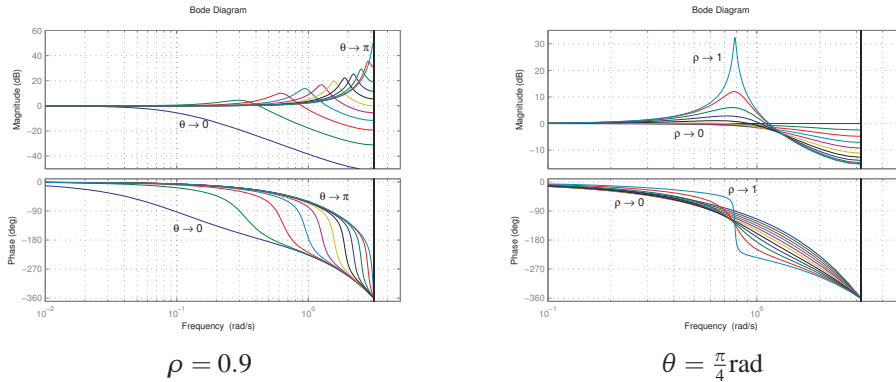 Bode Diagram
60
40
20
0
−20
−40
Magnitude (dB)
θ → π
θ → 0
0
−90
−180
−270
−360
Phase (deg)
θ → π
θ → 0
10^−2
10^−1
10^0
Frequency (rad/s)
ρ = 0.9
Bode Diagram
30
20
10
0
−10
Magnitude (dB)
ρ → 1
ρ → 0
0
−90
−180
−270
−360
Phase (deg)
ρ → 1
ρ → 0
10^−1
10^0
Frequency (rad/s)
θ = π/4 rad